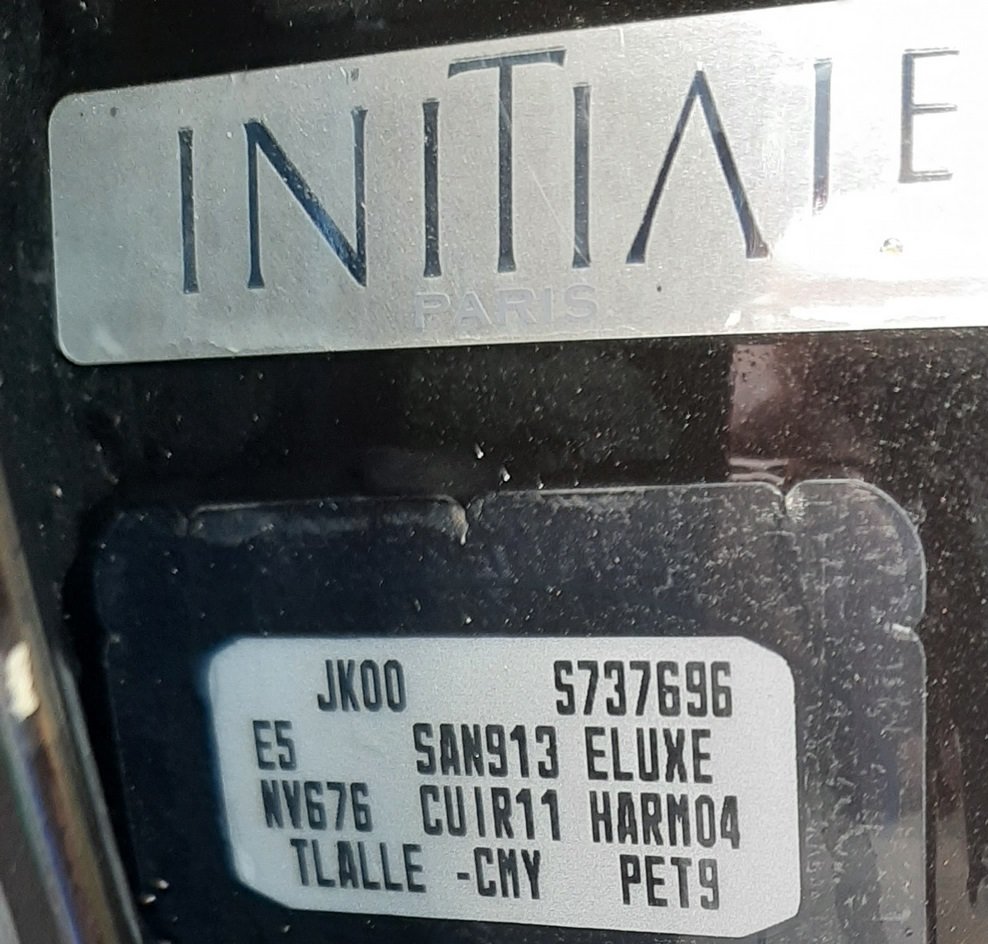 INITIALE
PARIS
JK00 S737696
E5 SAN913 ELUXE
NV676 CUIR11 HARM04
TLALLE -CMY PET9